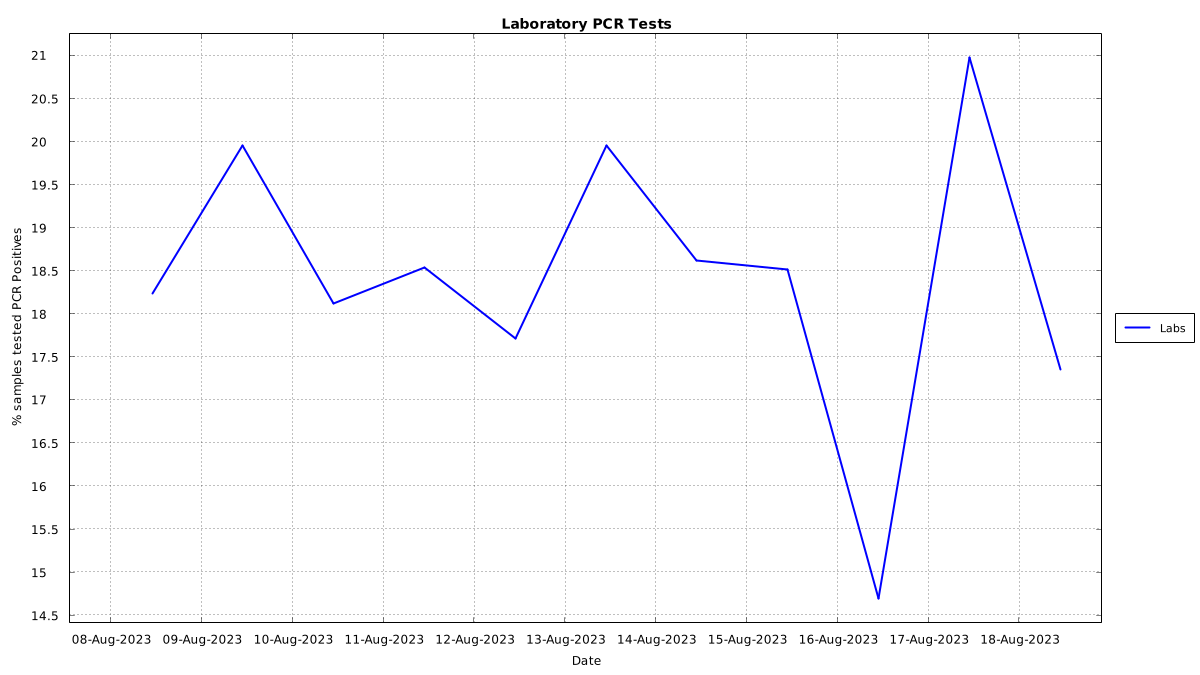 Laboratory PCR Tests
% samples tested PCR Positives
21
20.5
20
19.5
19
18.5
18
17.5
17
16.5
16
15.5
15
14.5
08-Aug-2023 09-Aug-2023 10-Aug-2023 11-Aug-2023 12-Aug-2023 13-Aug-2023 14-Aug-2023 15-Aug-2023 16-Aug-2023 17-Aug-2023 18-Aug-2023
Date
Labs